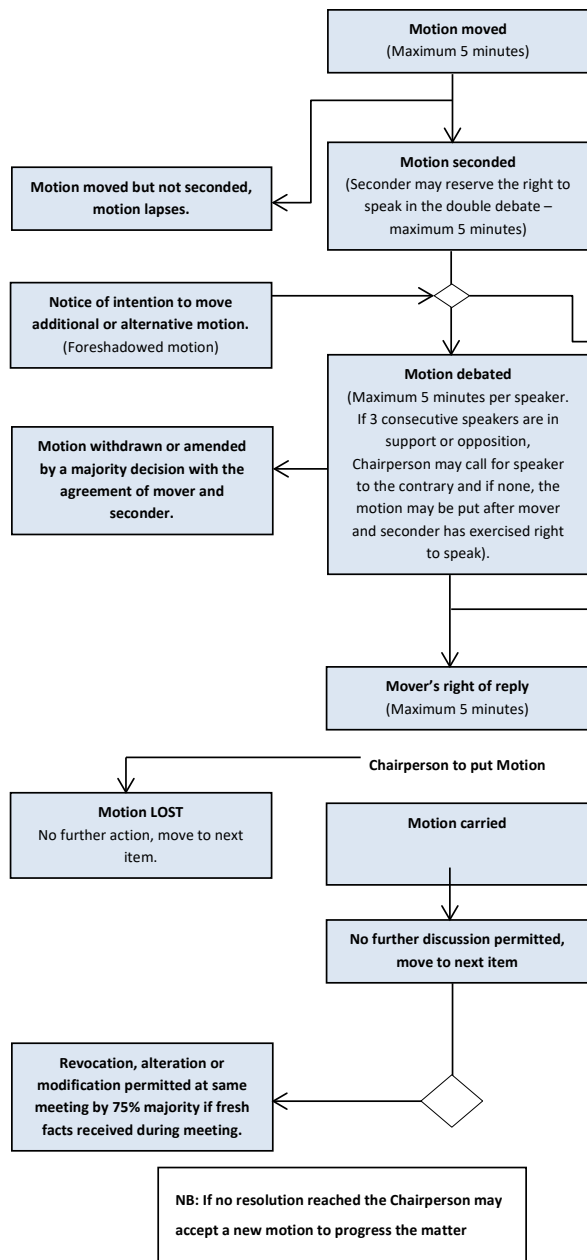 Motion moved
(Maximum 5 minutes)
Motion seconded
(Seconder may reserve the right to
speak in the double debate –
maximum 5 minutes)
Motion moved but not seconded,
motion lapses.
Notice of intention to move
additional or alternative motion.
(Foreshadowed motion)
Motion debated
(Maximum 5 minutes per speaker.
If 3 consecutive speakers are in
support or opposition,
Chairperson may call for speaker
to the contrary and if none, the
motion may be put after mover
and seconder has exercised right
to speak).
Motion withdrawn or amended
by a majority decision with the
agreement of mover and
seconder.
Mover’s right of reply
(Maximum 5 minutes)
Chairperson to put Motion
Motion LOST
No further action, move to next
item.
Motion carried
No further discussion permitted,
move to next item
Revocation, alteration or
modification permitted at same
meeting by 75% majority if fresh
facts received during meeting.
NB: If no resolution reached the Chairperson may
accept a new motion to progress the matter